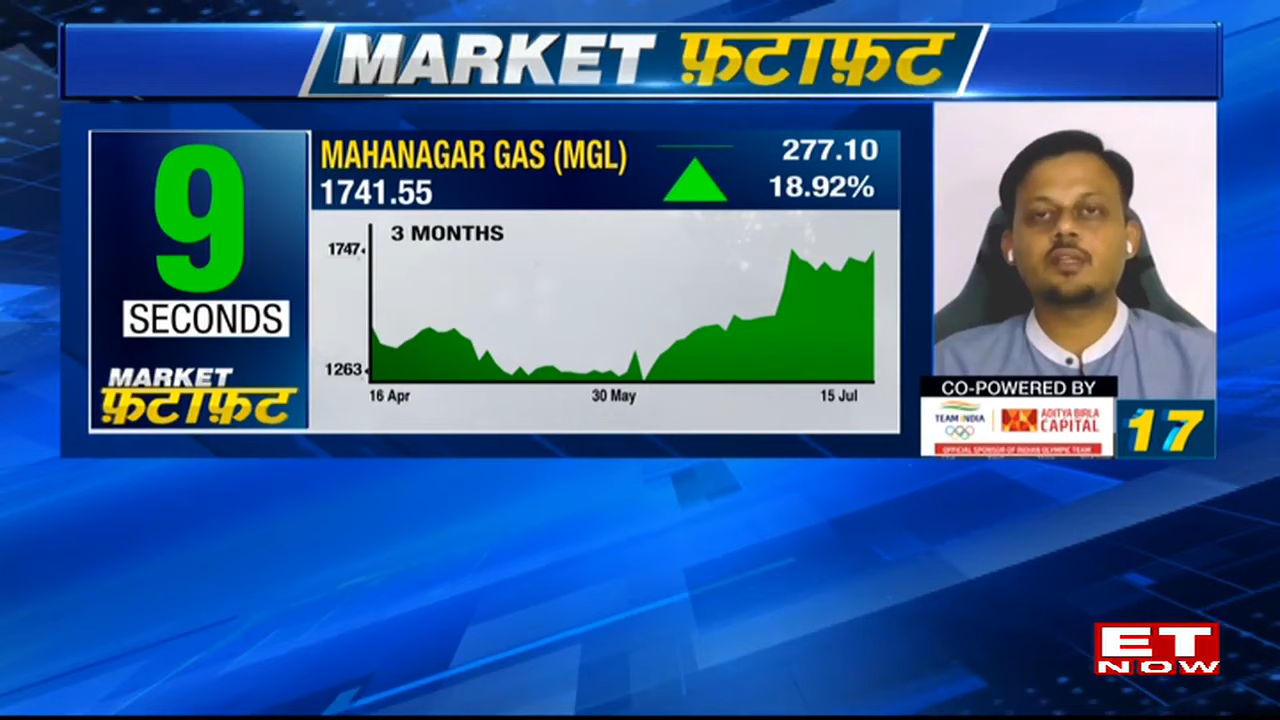 MARKET फ़टाफ़ट
9
SECONDS
MARKET
फ़टाफ़ट
MAHANAGAR GAS (MGL)
1741.55
277.10
18.92%
3 MONTHS
1747
1263
16 Apr
30 May
15 Jul
CO-POWERED BY
TEAM INDIA
ADITYA BIRLA
CAPITAL
OFFICIAL SPONSOR OF INDIAN OLYMPIC TEAM
17
ET
NOW